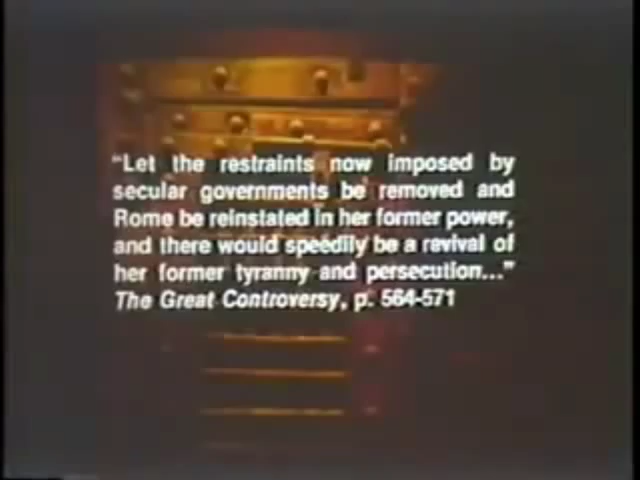 "Let the restraints now imposed by
secular governments be removed and
Rome be reinstated in her former power,
and there would speedily be a revival of
her former tyranny and persecution..."
The Great Controversy, p. 564-571